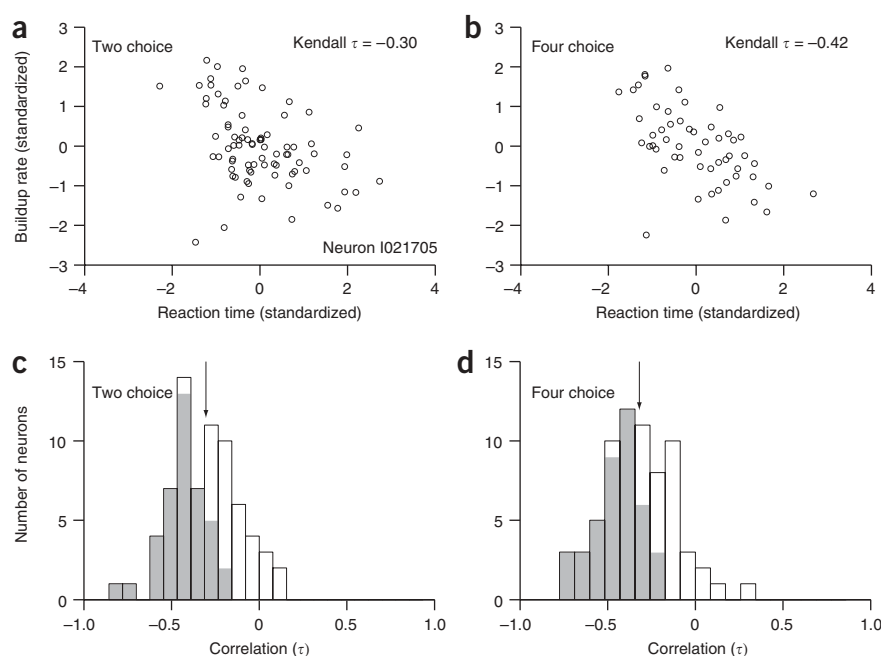 a
Two choice
Kendall τ = –0.30
Buildup rate (standardized)
3
2
1
0
–1
–2
–3
Neuron I021705
–4
–2
0
2
4
Reaction time (standardized)
b
Four choice
Kendall τ = –0.42
3
2
1
0
–1
–2
–3
–4
–2
0
2
4
Reaction time (standardized)
c
Two choice
Number of neurons
15
10
5
0
–1.0
–0.5
0
0.5
1.0
Correlation (τ)
d
Four choice
15
10
5
0
–1.0
–0.5
0
0.5
1.0
Correlation (τ)